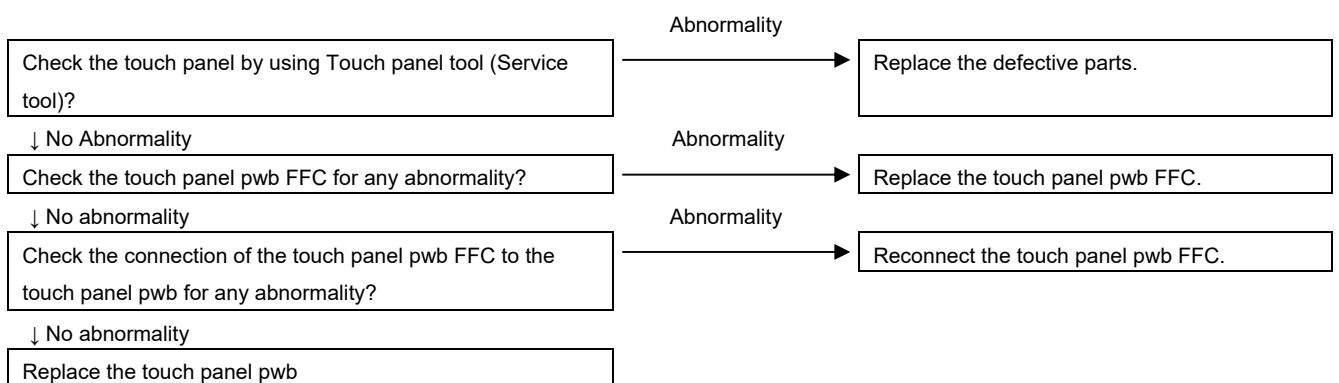 Abnormality
Check the touch panel by using Touch panel tool (Service
tool)?
Replace the defective parts.
↓ No Abnormality
Abnormality
Check the touch panel pwb FFC for any abnormality?
Replace the touch panel pwb FFC.
↓ No abnormality
Abnormality
Check the connection of the touch panel pwb FFC to the
touch panel pwb for any abnormality?
Reconnect the touch panel pwb FFC.
↓ No abnormality
Replace the touch panel pwb